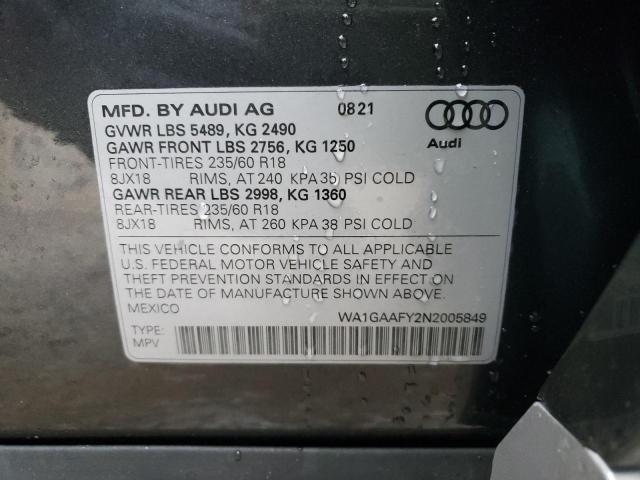 MFD. BY AUDI AG 08 21
GVWR LBS 5489, KG 2490
GAWR FRONT LBS 2756, KG 1250
FRONT-TIRES 235/60 R18
8JX18 RIMS, AT 240 KPA 35 PSI COLD
GAWR REAR LBS 2998, KG 1360
REAR-TIRES 235/60 R18
8JX18 RIMS, AT 260 KPA 38 PSI COLD
Audi
THIS VEHICLE CONFORMS TO ALL APPLICABLE
U.S. FEDERAL MOTOR VEHICLE SAFETY AND
THEFT PREVENTION STANDARDS IN EFFECT ON
THE DATE OF MANUFACTURE SHOWN ABOVE.
MEXICO WA1GAAFY2N2005849
TYPE:
MPV